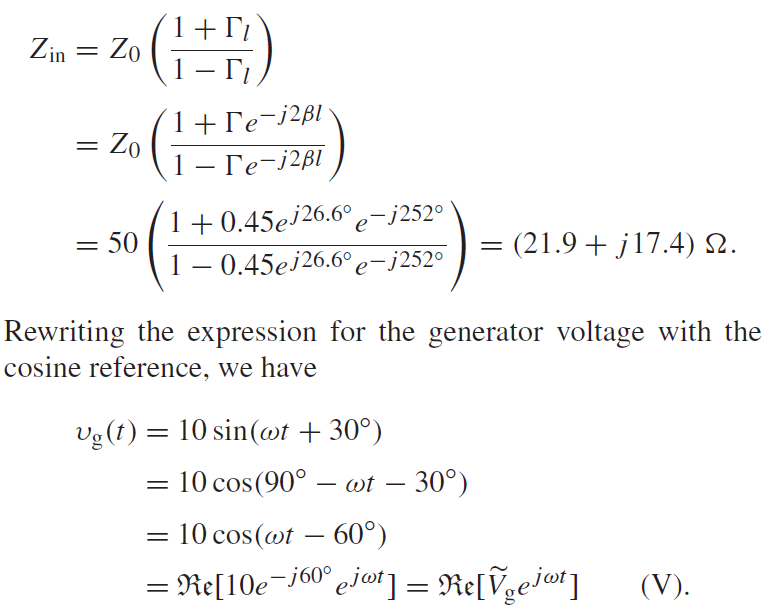 Z_in = Z_0 ( (1 + Γ_l) / (1 − Γ_l) )
= Z_0 ( (1 + Γe^{−j2βl}) / (1 − Γe^{−j2βl}) )
= 50 ( (1 + 0.45e^{j26.6°} e^{−j252°}) / (1 − 0.45e^{j26.6°} e^{−j252°}) ) = (21.9 + j17.4) Ω.
Rewriting the expression for the generator voltage with the
cosine reference, we have
υ_g(t) = 10 sin(ωt + 30°)
= 10 cos(90° − ωt − 30°)
= 10 cos(ωt − 60°)
= ℜe[10e^{−j60°} e^{jωt}] = ℜe[Ṽ_g e^{jωt}] (V).